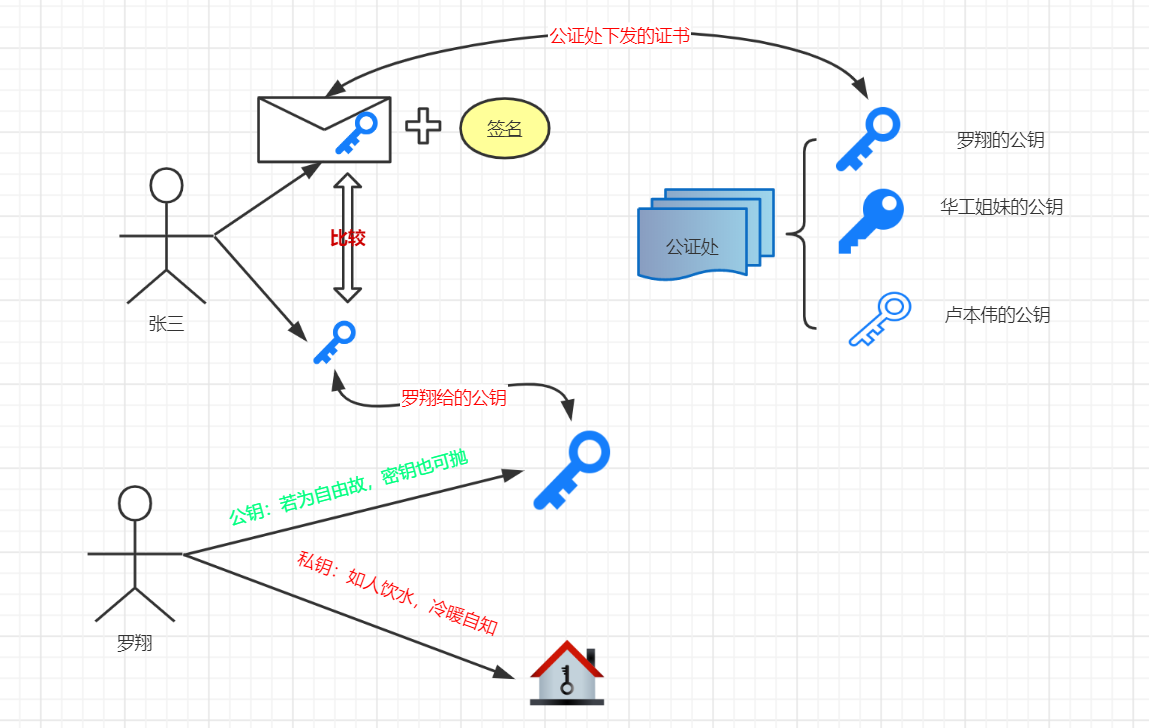 公证处下发的证书
签名
罗翔的公钥
华工姐妹的公钥
公证处
比较
卢本伟的公钥
张三
罗翔给的公钥
公钥：若为自由故，密钥也可抛
私钥：如人饮水，冷暖自知
罗翔